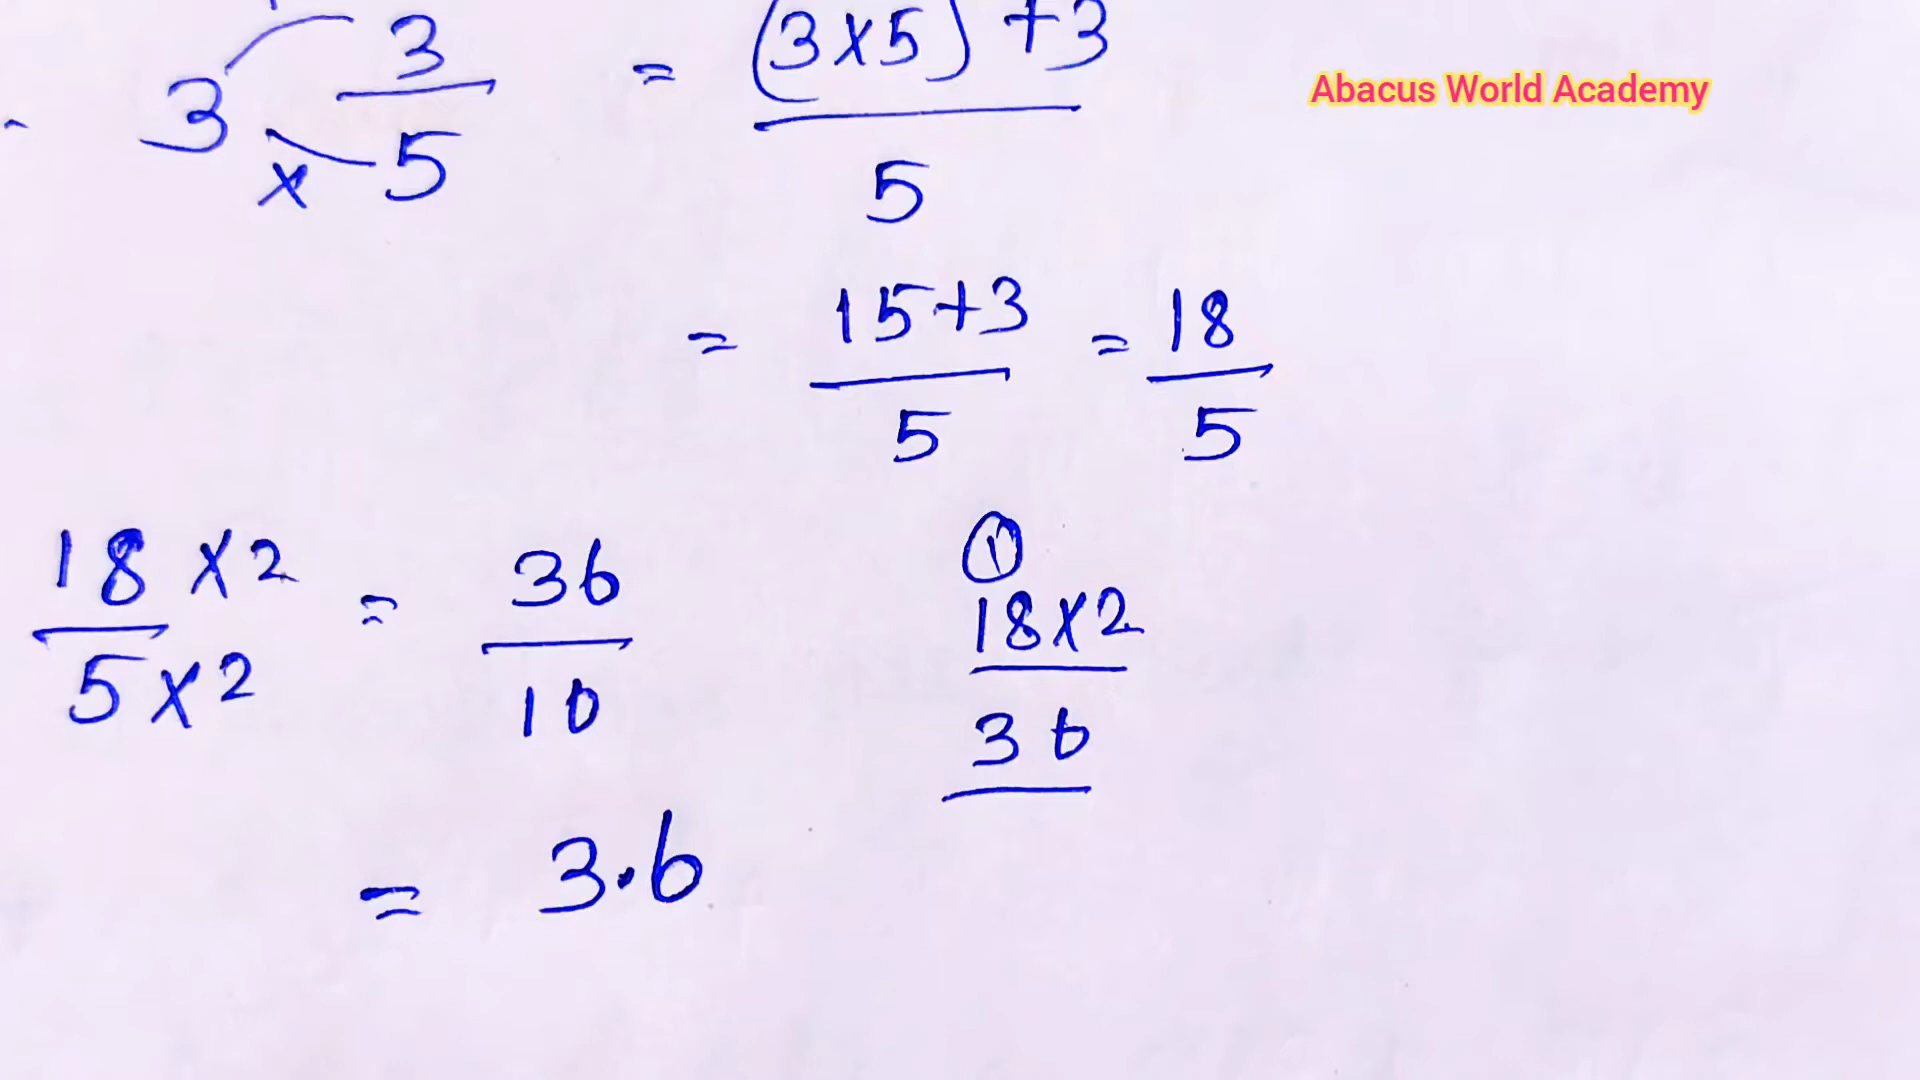 3 3/5 = (3x5)+3/5
x
Abacus World Academy
= 15+3/5 = 18/5
18x2/5x2 = 36/10
1
18x2
36
= 3.6